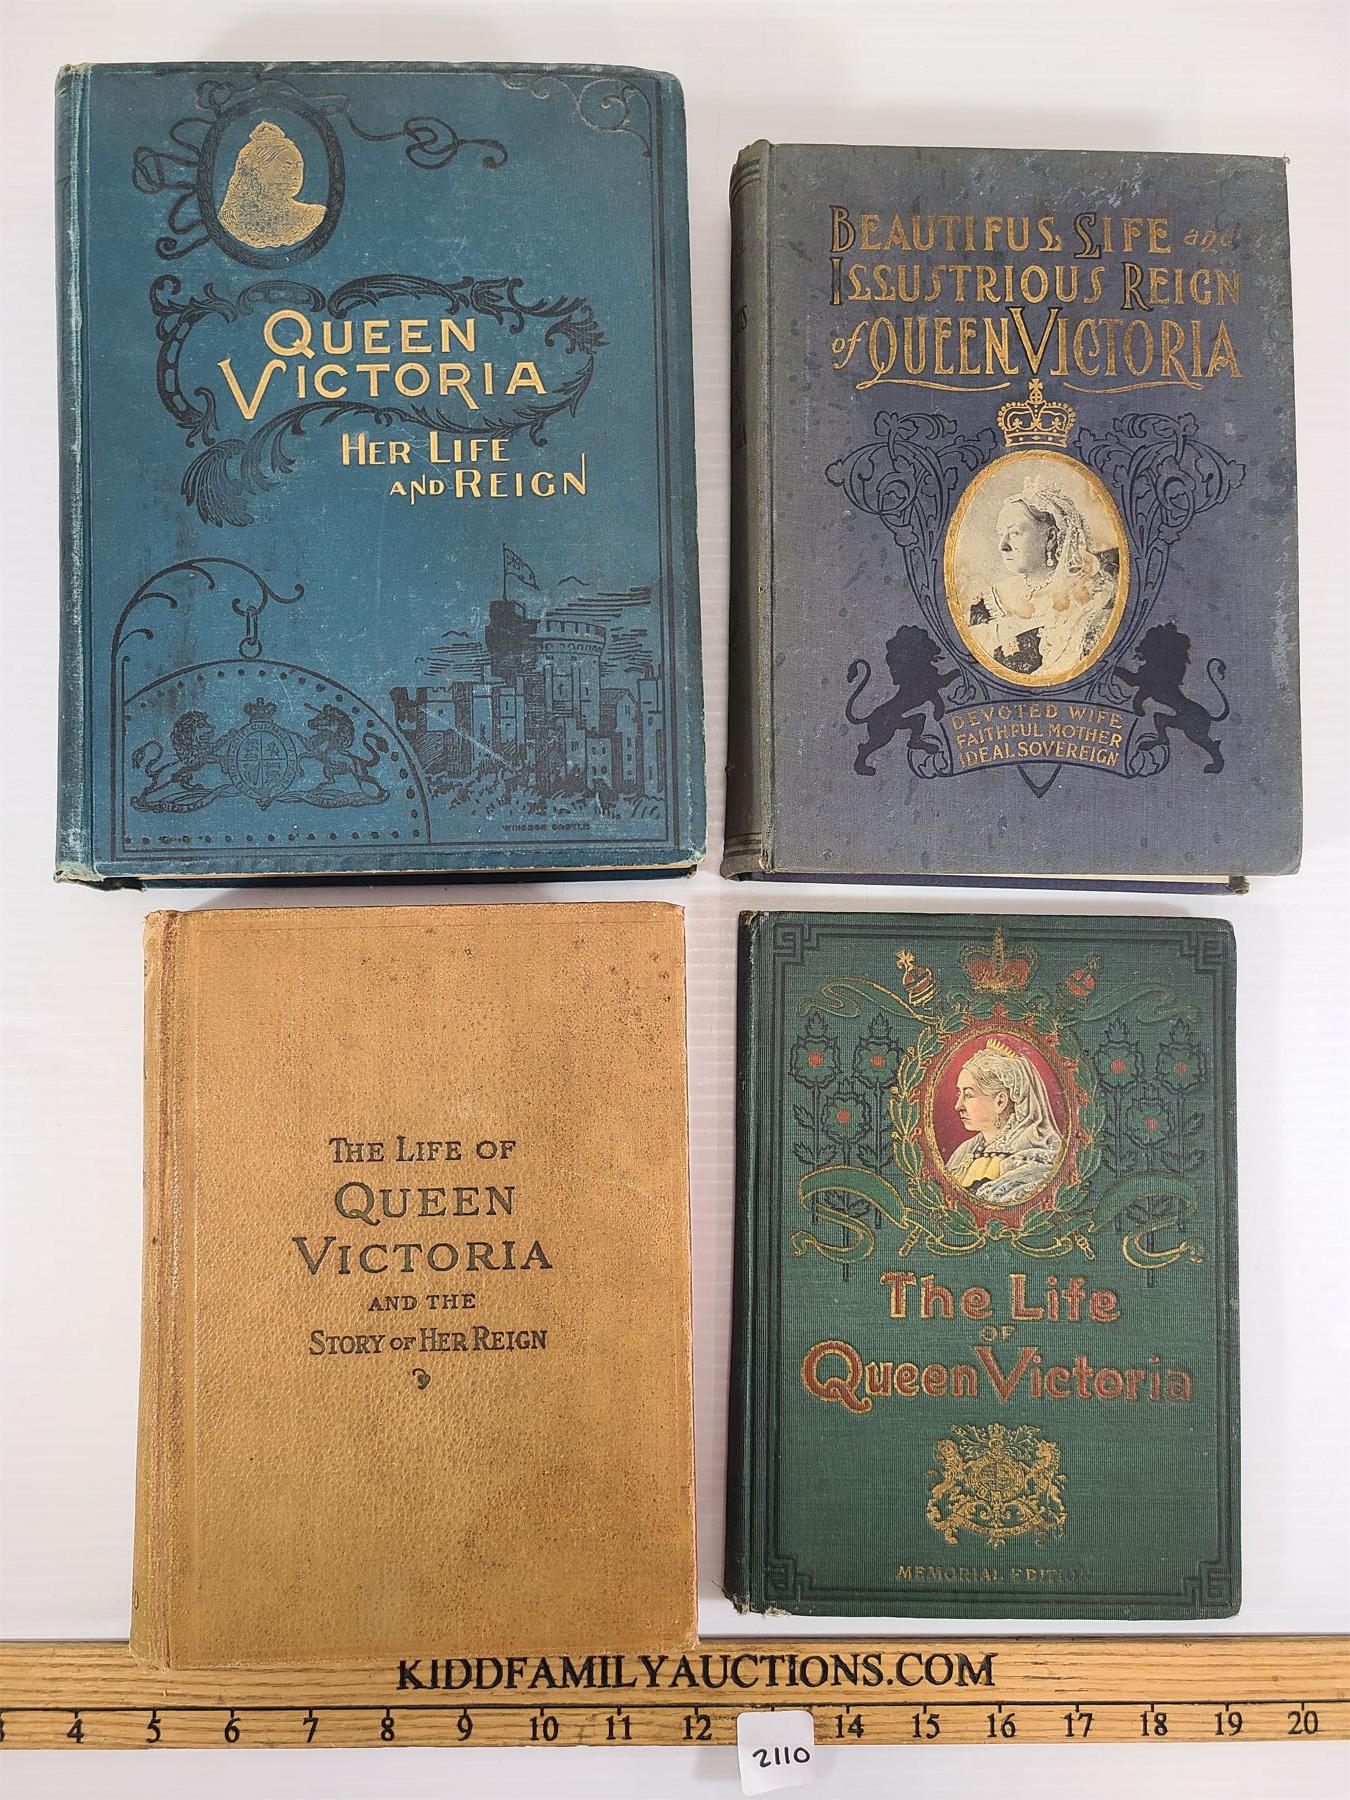 QUEEN
VICTORIA
HER LIFE
AND REIGN
WINDSOR CASTLE
BEAUTIFUL LIFE and
ILLUSTRIOUS REIGN
of QUEEN VICTORIA
DEVOTED WIFE
FAITHFUL MOTHER
IDEAL SOVEREIGN
THE LIFE OF
QUEEN
VICTORIA
AND THE
STORY OF HER REIGN
The Life
OF
Queen Victoria
MEMORIAL EDITION
KIDDFAMILYAUCTIONS.COM
3 4 5 6 7 8 9 10 11 12 14 15 16 17 18 19 20
2110